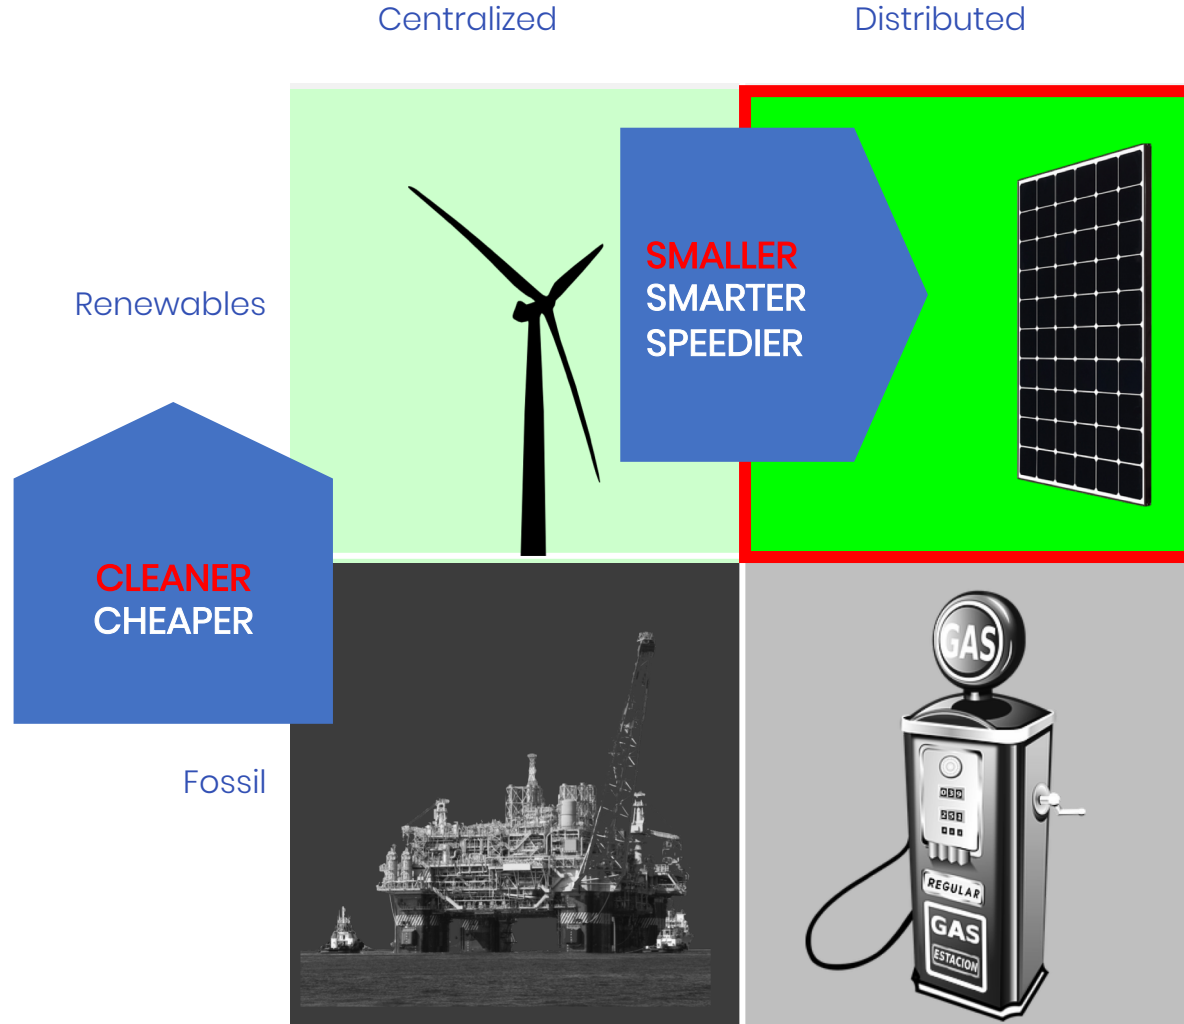 Centralized
Distributed
Renewables
SMALLER
SMARTER
SPEEDIER
CLEANER
CHEAPER
Fossil
GAS
REGULAR
GAS
ESTACION